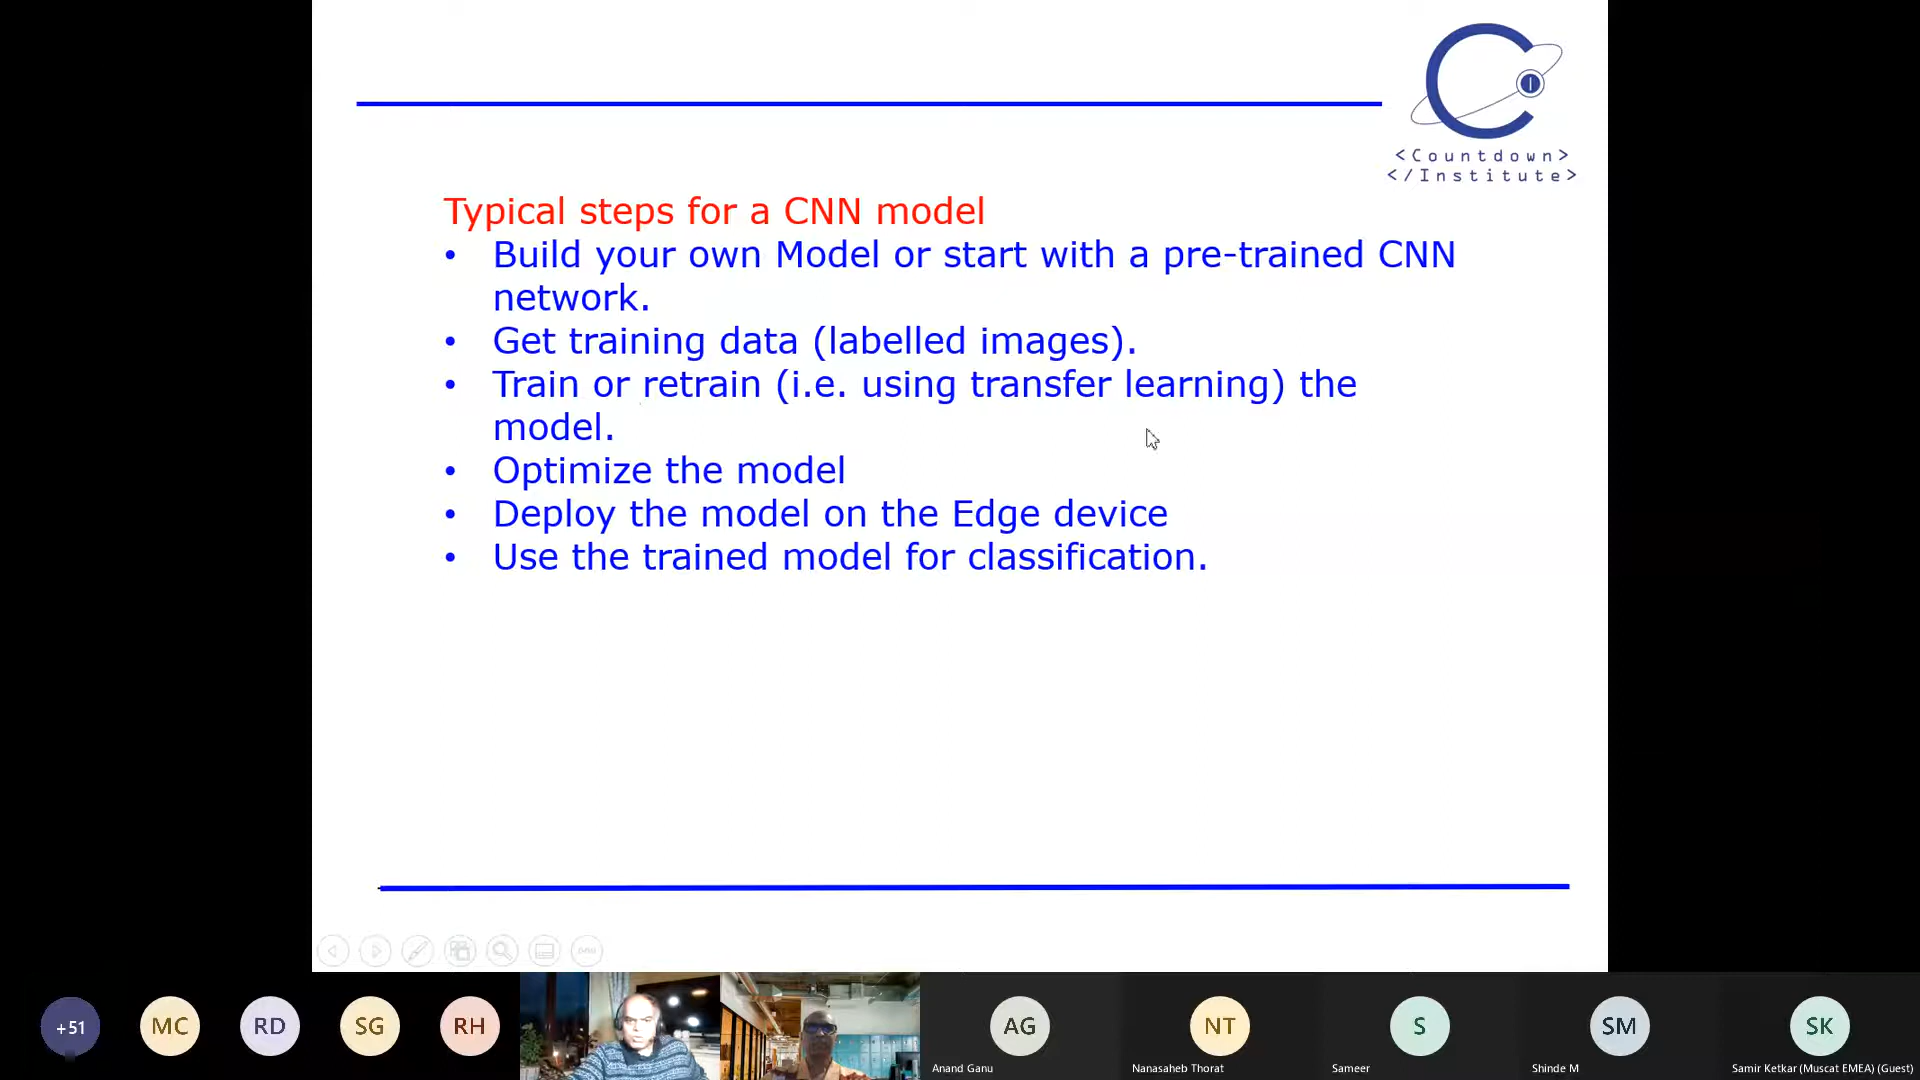 <Countdown>
</Institute>
Typical steps for a CNN model
• Build your own Model or start with a pre-trained CNN
network.
• Get training data (labelled images).
• Train or retrain (i.e. using transfer learning) the
model.
• Optimize the model
• Deploy the model on the Edge device
• Use the trained model for classification.
+51
MC
RD
SG
RH
AG
NT
S
SM
SK
Anand Ganu
Nanasaheb Thorat
Sameer
Shinde M
Samir Ketkar (Muscat EMEA) (Guest)